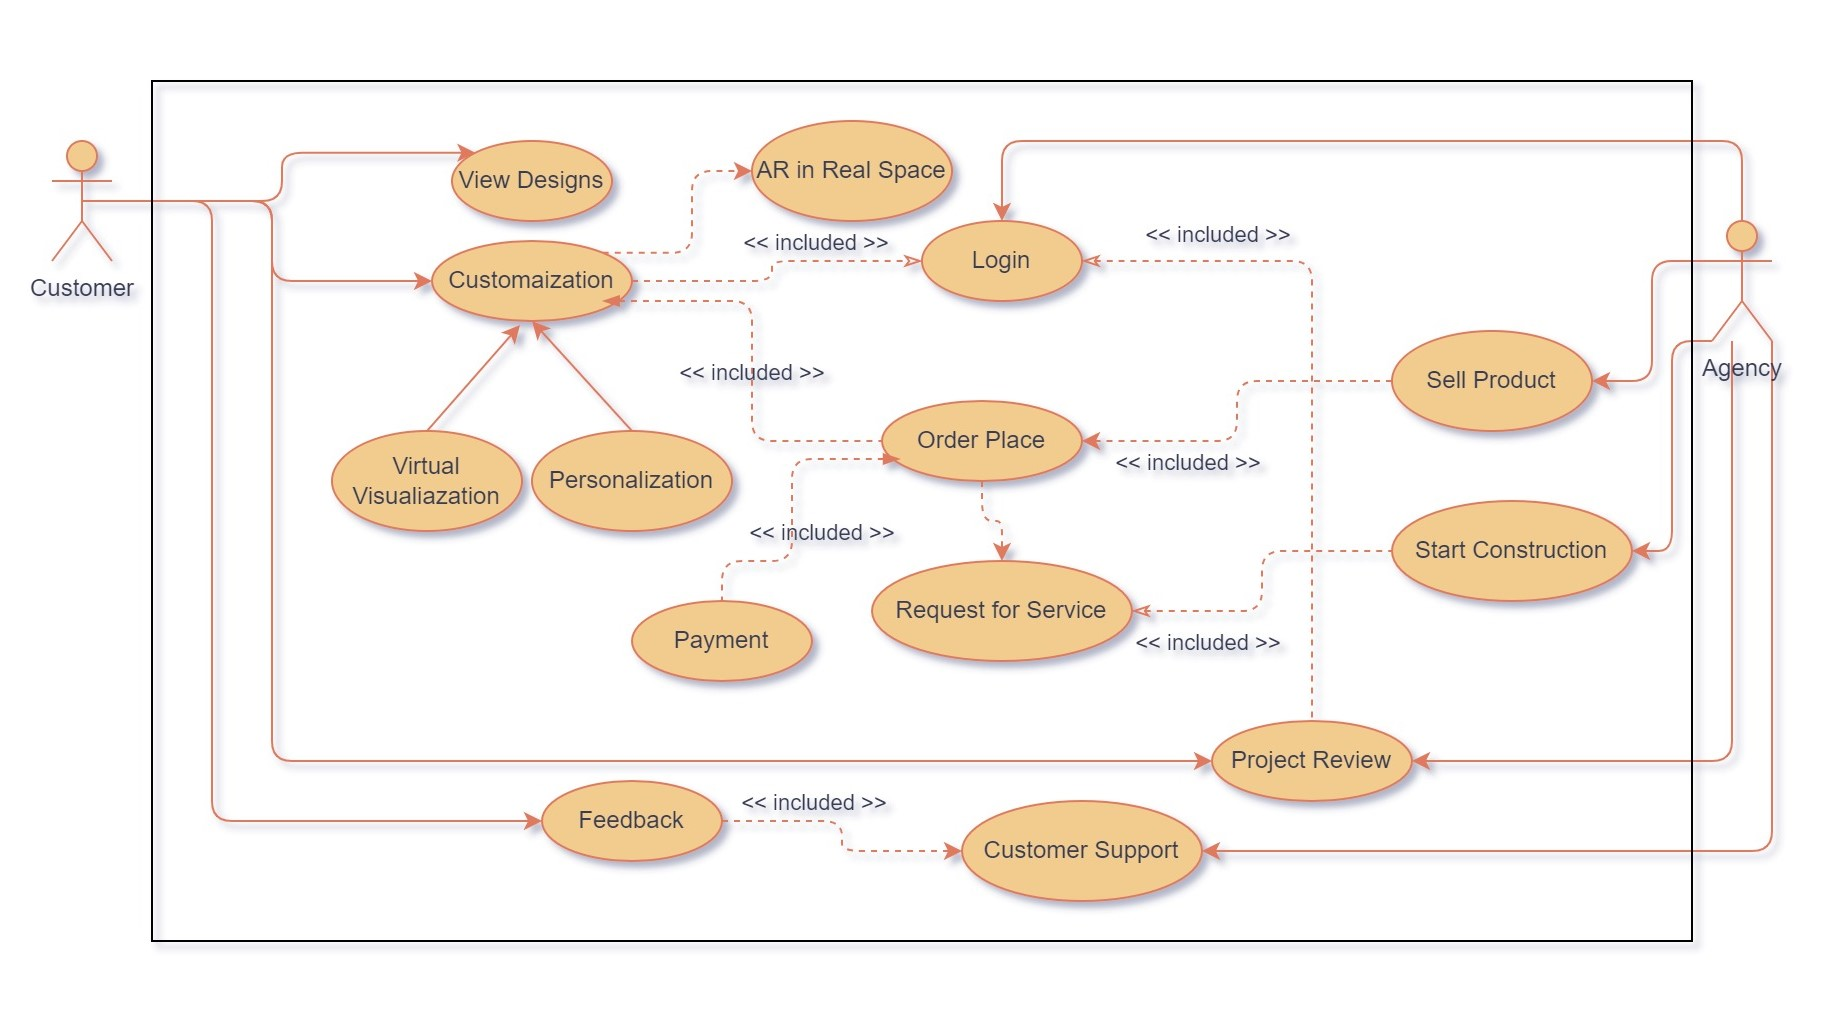 View Designs
AR in Real Space
<< included >>
<< included >>
Login
Customaization
Customer
<< included >>
Sell Product
Agency
Virtual
Visualiazation
Personalization
Order Place
<< included >>
<< included >>
Start Construction
Request for Service
Payment
<< included >>
Project Review
<< included >>
Feedback
Customer Support